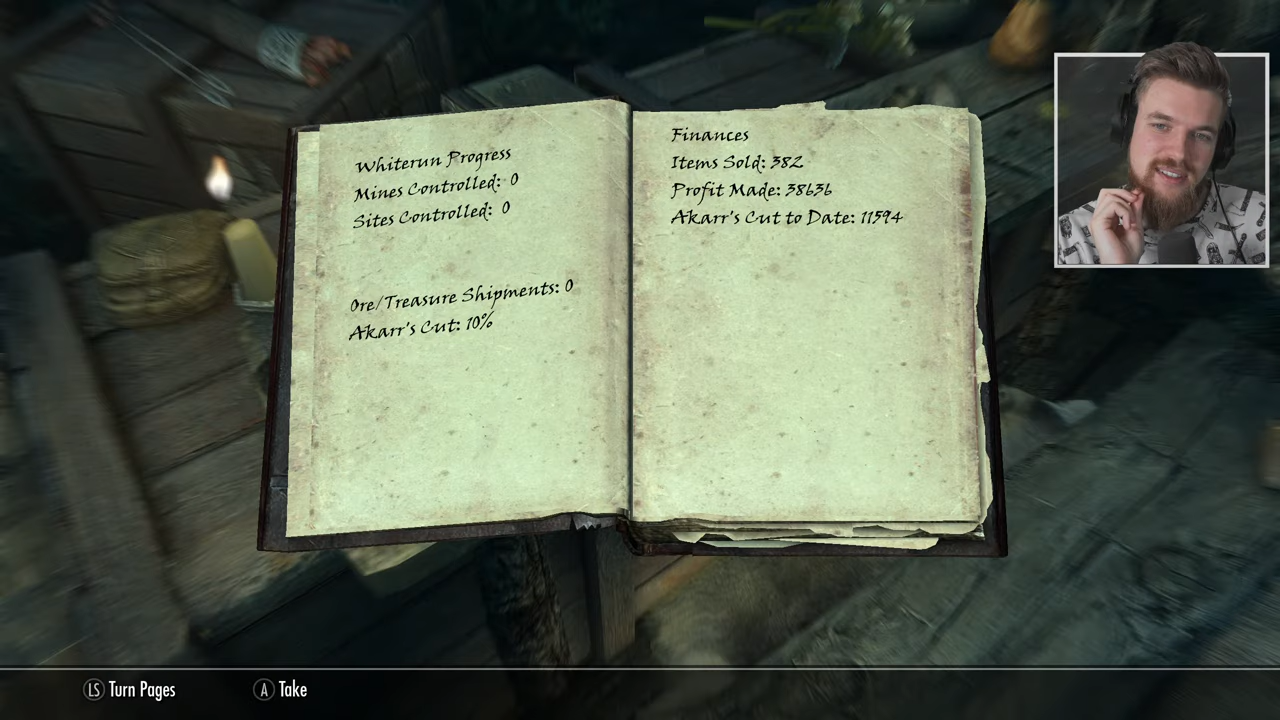 Whiterun Progress
Mines Controlled: 0
Sites Controlled: 0
Ore/Treasure Shipments: 0
Akarr's Cut: 10%
Finances
Items Sold: 382
Profit Made: 38636
Akarr's Cut to Date: 11594
LS Turn Pages
A Take